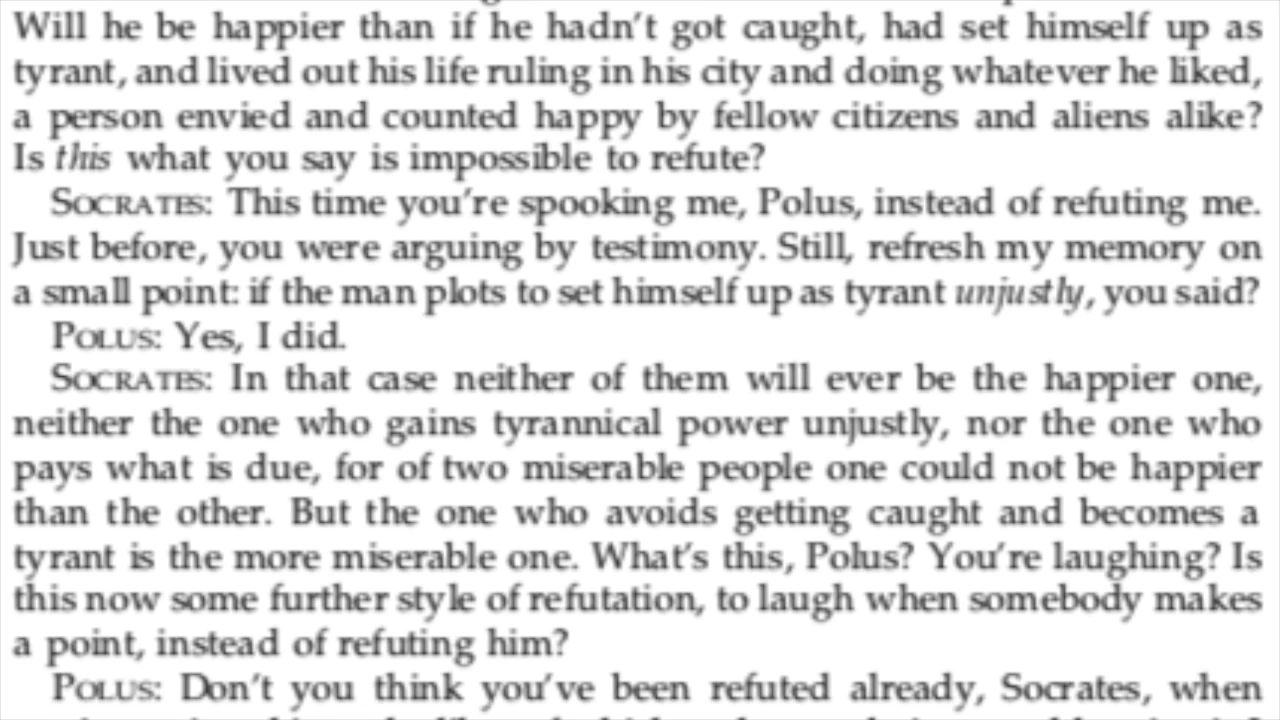 Will he be happier than if he hadn't got caught, had set himself up as
tyrant, and lived out his life ruling in his city and doing whatever he liked,
a person envied and counted happy by fellow citizens and aliens alike?
Is this what you say is impossible to refute?
SOCRATES: This time you're spooking me, Polus, instead of refuting me.
Just before, you were arguing by testimony. Still, refresh my memory on
a small point: if the man plots to set himself up as tyrant unjustly, you said?
POLUS: Yes, I did.
SOCRATES: In that case neither of them will ever be the happier one,
neither the one who gains tyrannical power unjustly, nor the one who
pays what is due, for of two miserable people one could not be happier
than the other. But the one who avoids getting caught and becomes a
tyrant is the more miserable one. What's this, Polus? You're laughing? Is
this now some further style of refutation, to laugh when somebody makes
a point, instead of refuting him?
POLUS: Don't you think you've been refuted already, Socrates, when